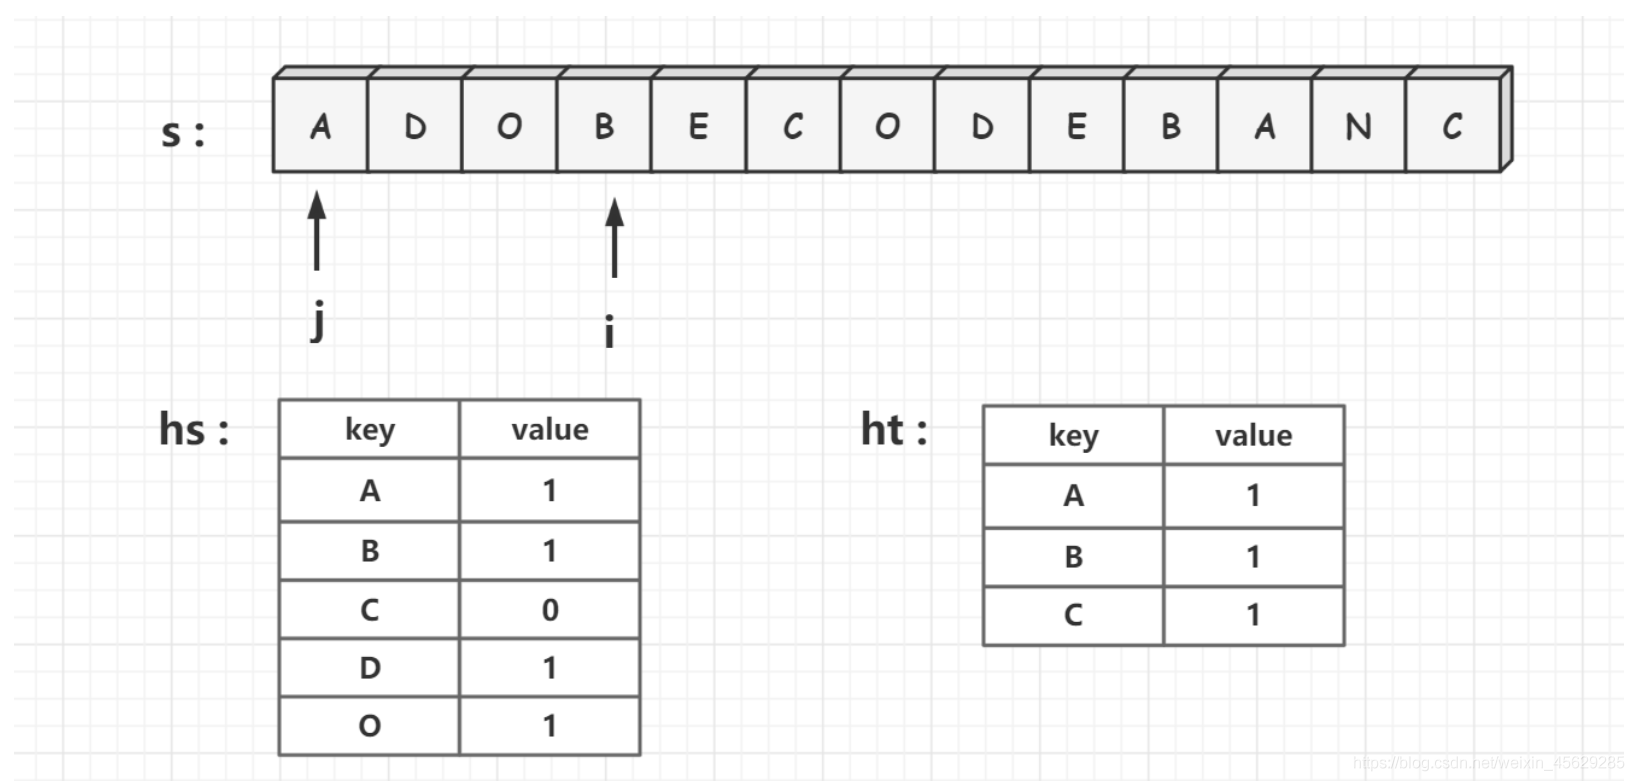 s : A D O B E C O D E B A N C
j i
hs : key value
A 1
B 1
C 0
D 1
O 1
ht : key value
A 1
B 1
C 1
https://blog.csdn.net/weixin_45629285